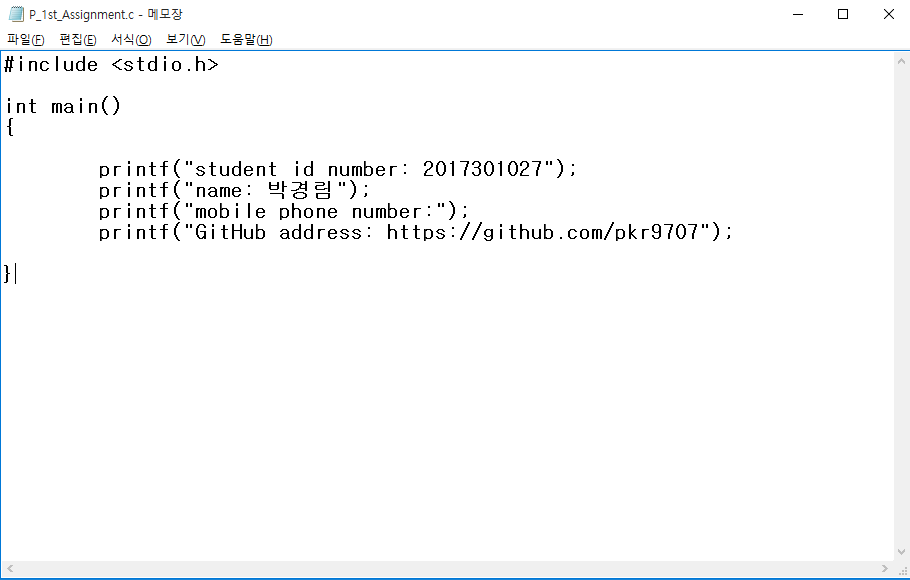 P_1st_Assignment.c - 메모장
파일(F) 편집(E) 서식(O) 보기(V) 도움말(H)
#include <stdio.h>
int main()
{
printf("student id number: 2017301027");
printf("name: 박경림");
printf("mobile phone number:");
printf("GitHub address: https://github.com/pkr9707");
}